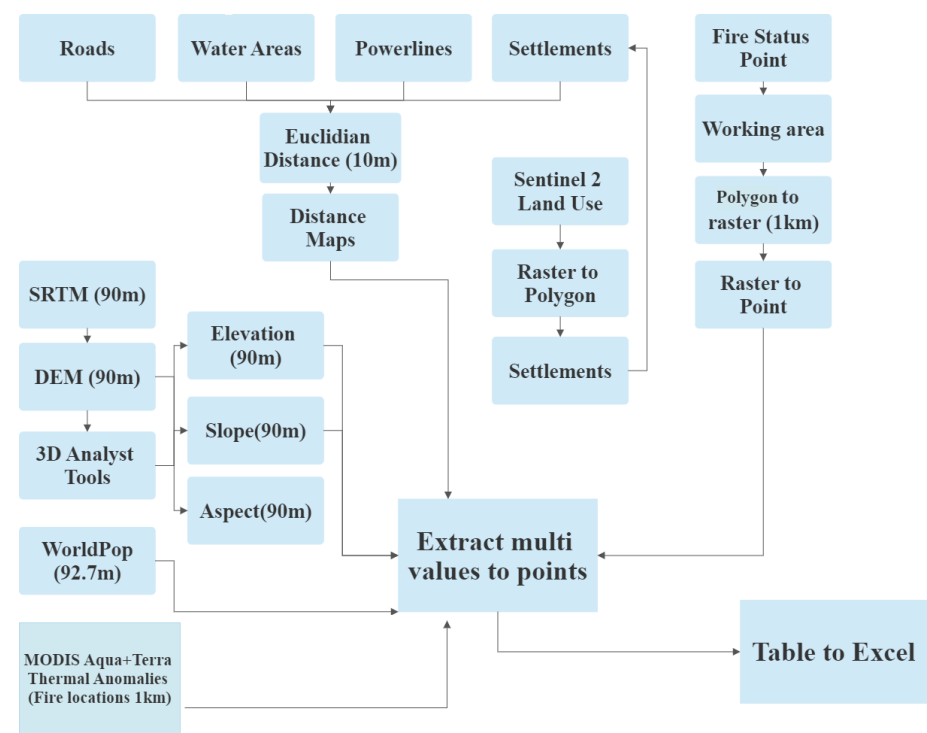 Roads
Water Areas
Powerlines
Settlements
Fire Status
Point
Euclidian
Distance (10m)
Working area
Distance
Maps
Sentinel 2
Land Use
Polygon to
raster (1km)
Raster to
Polygon
Raster to
Point
Settlements
SRTM (90m)
DEM (90m)
3D Analyst
Tools
Elevation
(90m)
Slope(90m)
Aspect(90m)
WorldPop
(92.7m)
MODIS Aqua+Terra
Thermal Anomalies
(Fire locations 1km)
Extract multi
values to points
Table to Excel